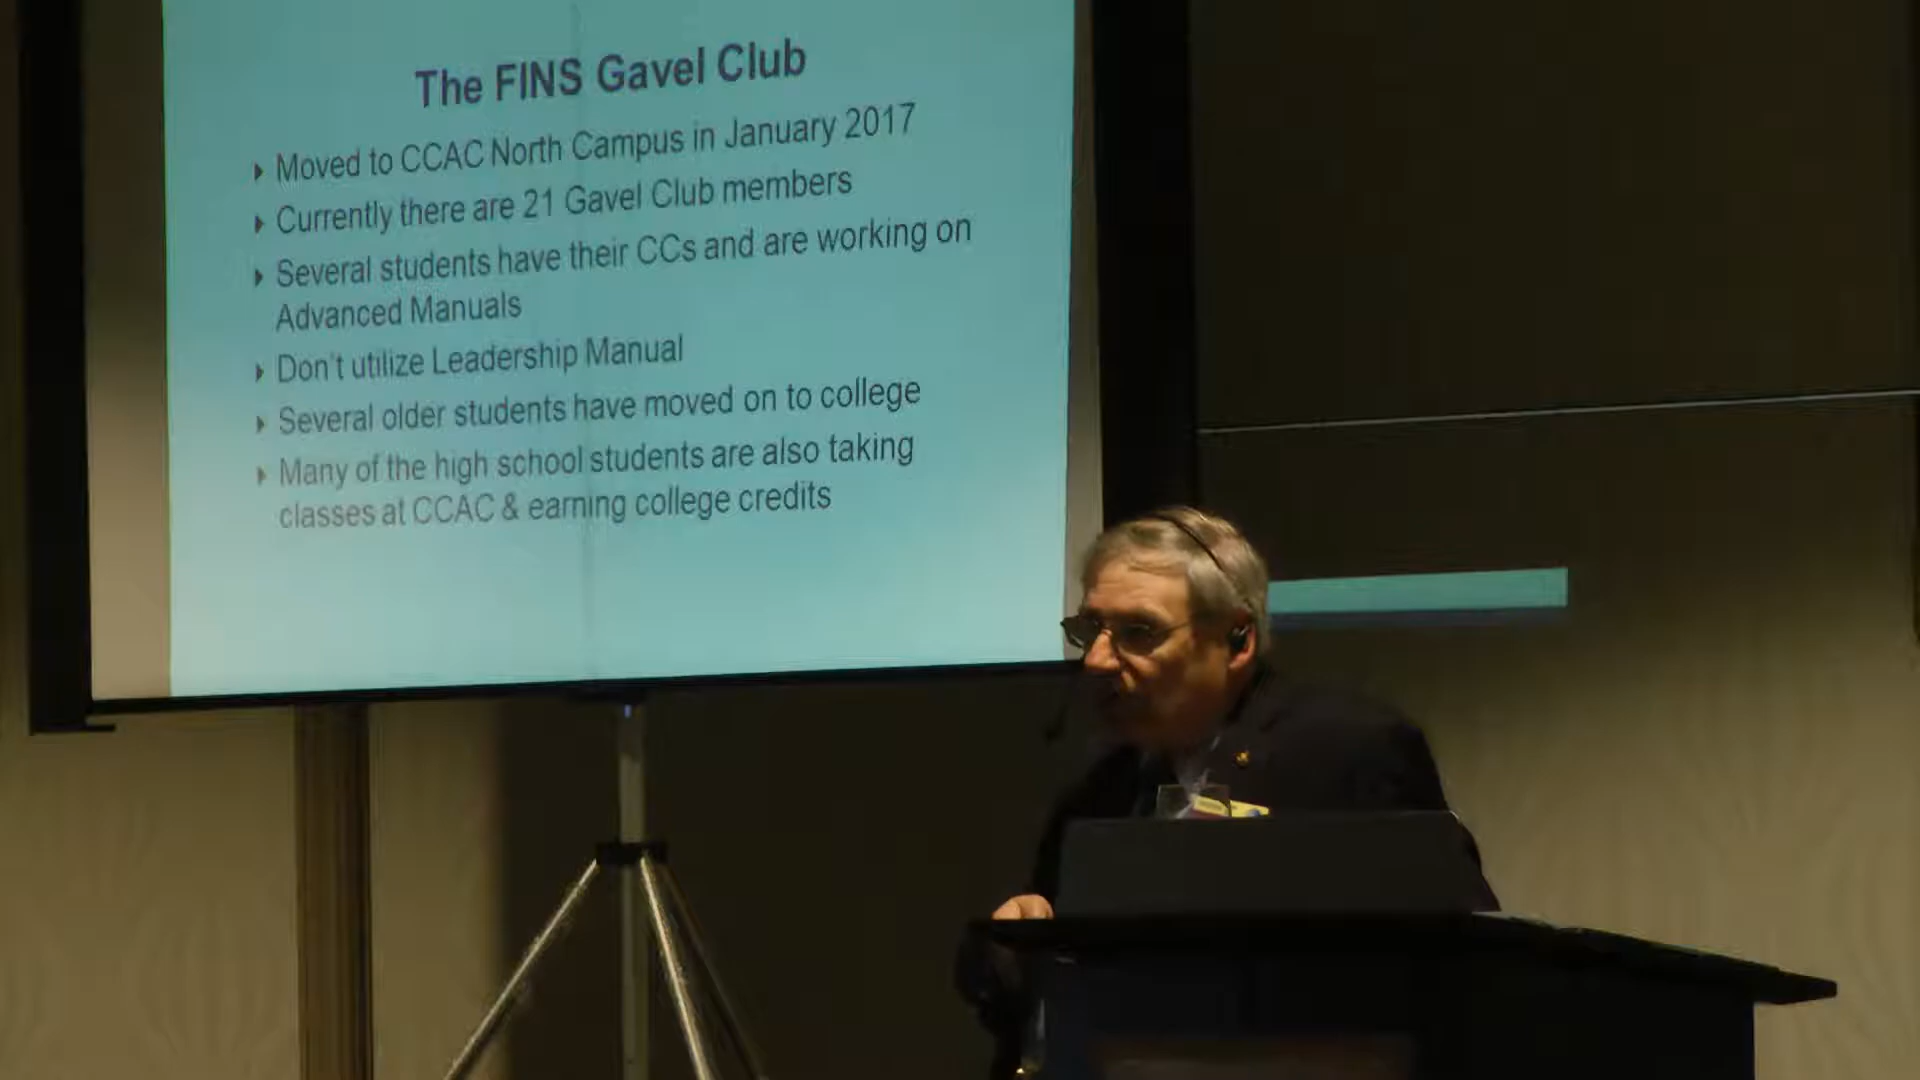 The FINS Gavel Club
Moved to CCAC North Campus in January 2017
Currently there are 21 Gavel Club members
Several students have their CCs and are working on
Advanced Manuals
Don't utilize Leadership Manual
Several older students have moved on to college
Many of the high school students are also taking
classes at CCAC & earning college credits